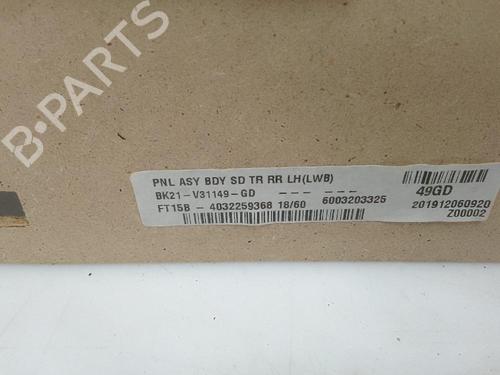 B-PARTS
PNL ASY BDY SD TR RR LH(LWB)
BK21-V31149-GD --- --- 49GD
FT15B - 4032259368 18/60 6003203325 201912060920
Z00002